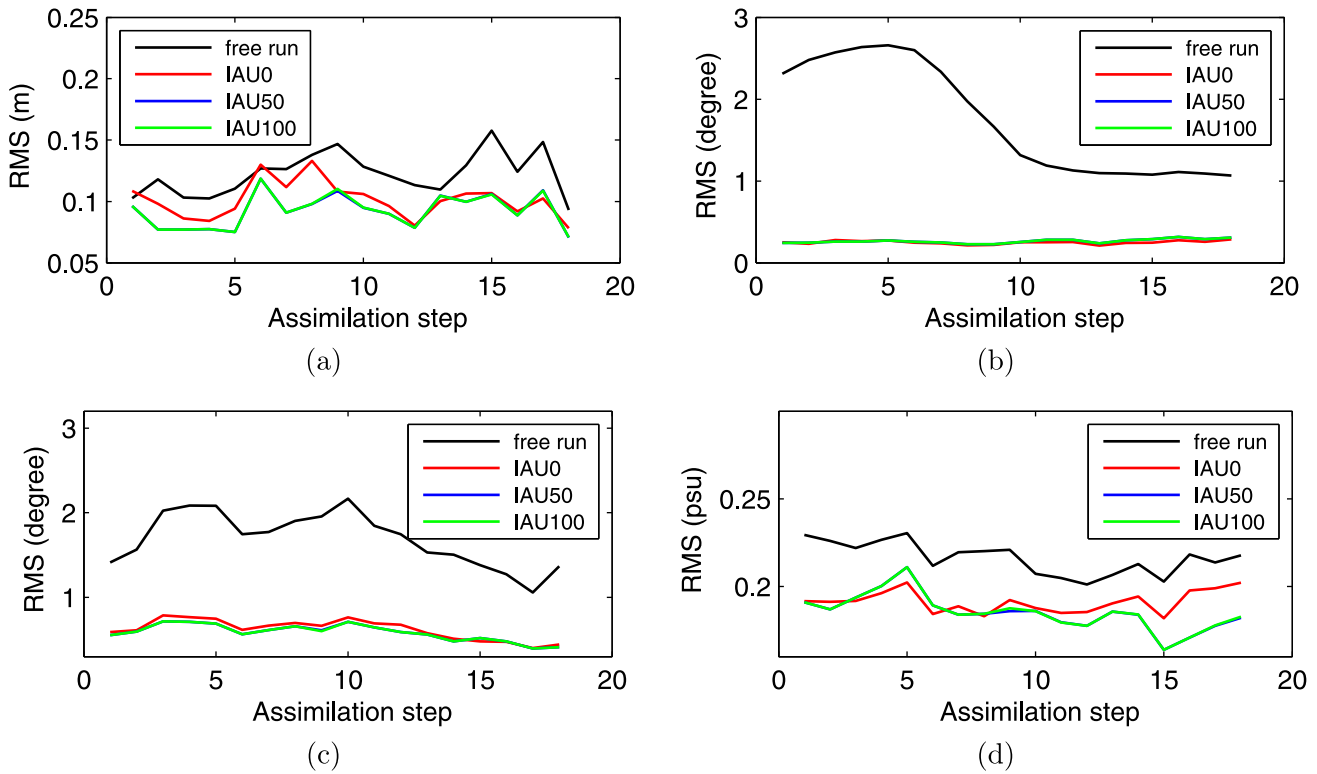 0.25
0.2
0.15
0.1
0.05
RMS (m)
free run
IAU0
IAU50
IAU100
0 5 10 15 20
Assimilation step
(a)
3
2
1
0
RMS (degree)
free run
IAU0
IAU50
IAU100
0 5 10 15 20
Assimilation step
(b)
3
2
1
RMS (degree)
free run
IAU0
IAU50
IAU100
0 5 10 15 20
Assimilation step
(c)
0.25
0.2
RMS (psu)
free run
IAU0
IAU50
IAU100
0 5 10 15 20
Assimilation step
(d)